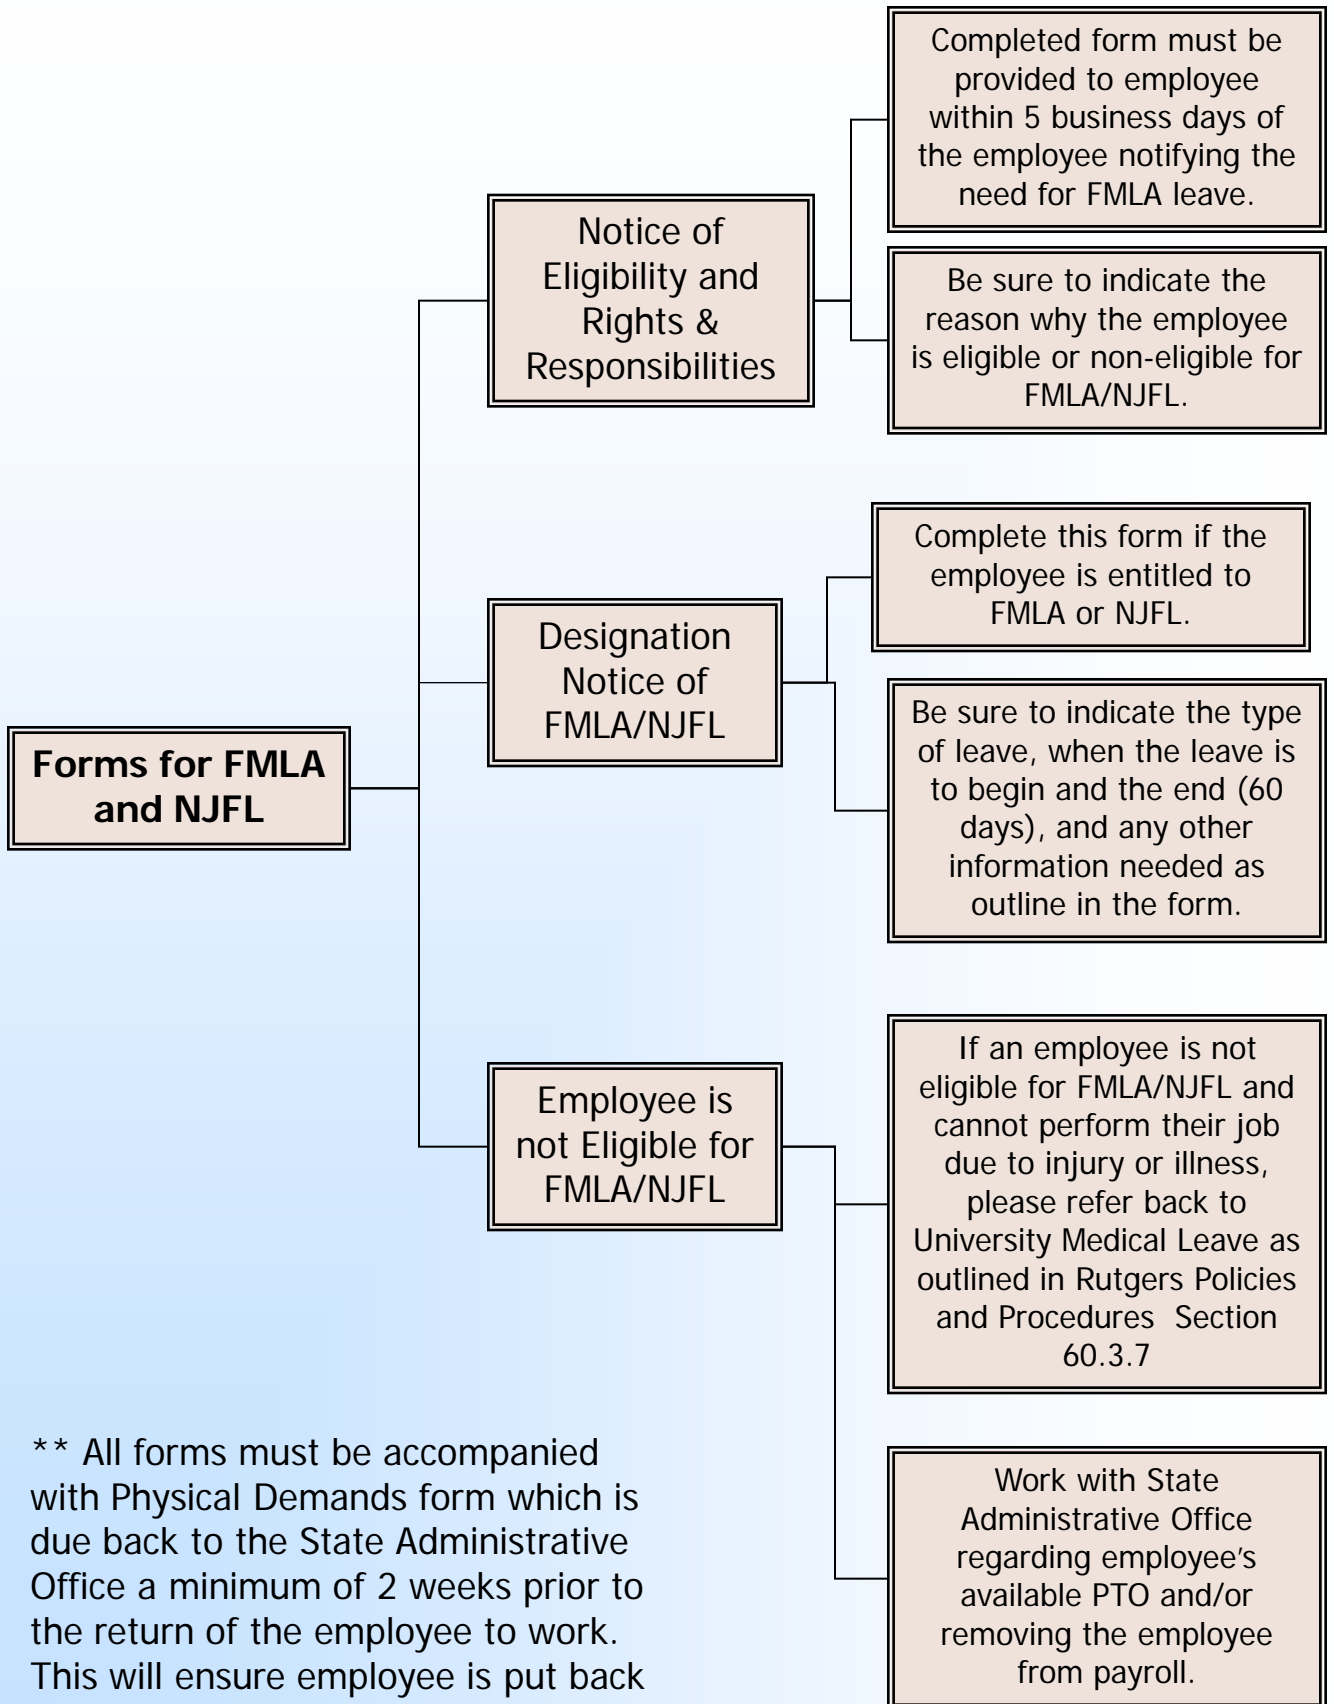 Forms for FMLA
and NJFL
Notice of
Eligibility and
Rights &
Responsibilities
Completed form must be
provided to employee
within 5 business days of
the employee notifying the
need for FMLA leave.
Be sure to indicate the
reason why the employee
is eligible or non-eligible for
FMLA/NJFL.
Designation
Notice of
FMLA/NJFL
Complete this form if the
employee is entitled to
FMLA or NJFL.
Be sure to indicate the type
of leave, when the leave is
to begin and the end (60
days), and any other
information needed as
outline in the form.
Employee is
not Eligible for
FMLA/NJFL
If an employee is not
eligible for FMLA/NJFL and
cannot perform their job
due to injury or illness,
please refer back to
University Medical Leave as
outlined in Rutgers Policies
and Procedures  Section
60.3.7
Work with State
Administrative Office
regarding employee's
available PTO and/or
removing the employee
from payroll.
** All forms must be accompanied
with Physical Demands form which is
due back to the State Administrative
Office a minimum of 2 weeks prior to
the return of the employee to work.
This will ensure employee is put back